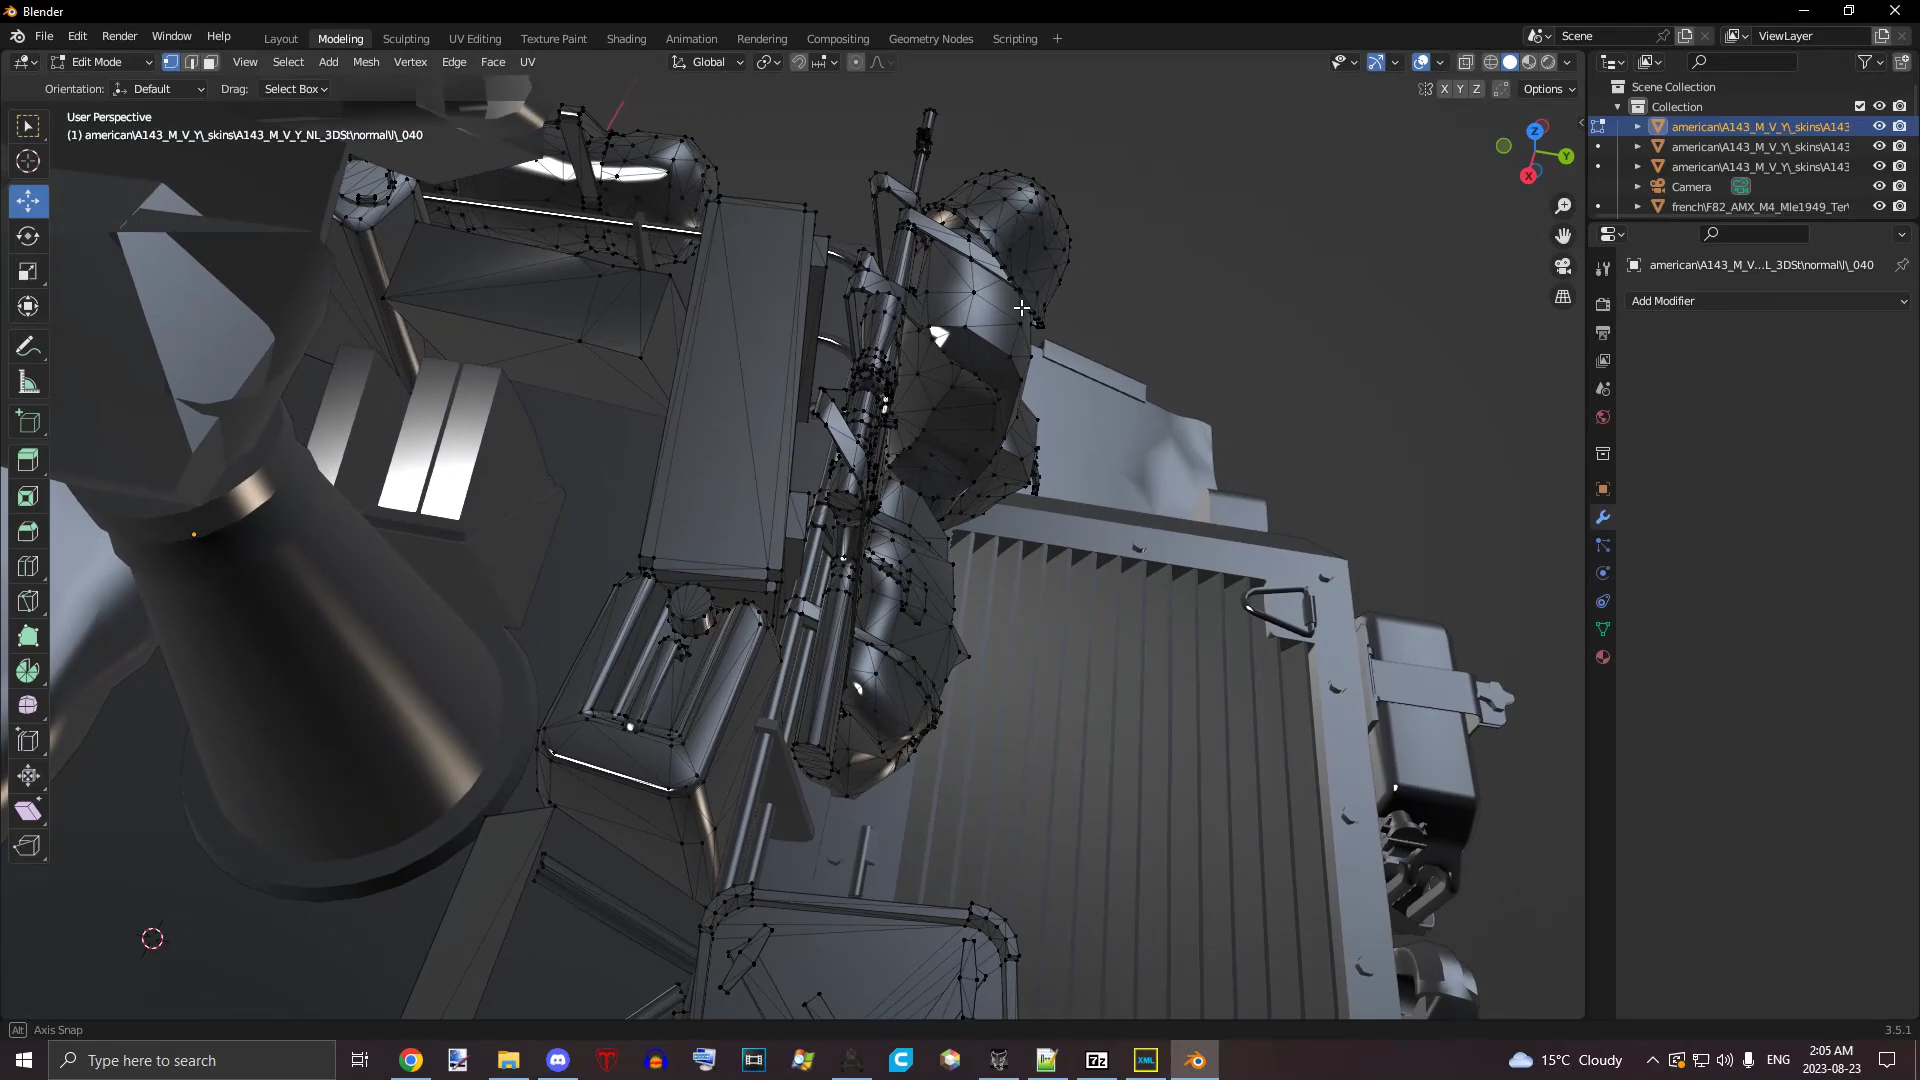 Blender
File Edit Render Window Help
Layout Modeling Sculpting UV Editing Texture Paint Shading Animation Rendering Compositing Geometry Nodes Scripting +
Scene
ViewLayer
Edit Mode View Select Add Mesh Vertex Edge Face UV
Global
Orientation: Default Drag: Select Box
X Y Z Options
User Perspective
(1) american\A143_M_V_Y\_skins\A143_M_V_Y_NL_3DSt\normal\l\_040
Z
Y
X
Scene Collection
Collection
american\A143_M_V_Y\_skins\A143
american\A143_M_V_Y\_skins\A143
american\A143_M_V_Y\_skins\A143
Camera
french\F82_AMX_M4_Mle1949_Ter
american\A143_M_V...L_3DSt\normal\l\_040
Add Modifier
Alt Axis Snap
3.5.1
Type here to search
7z
XML
15°C Cloudy
ENG
2:05 AM
2023-08-23